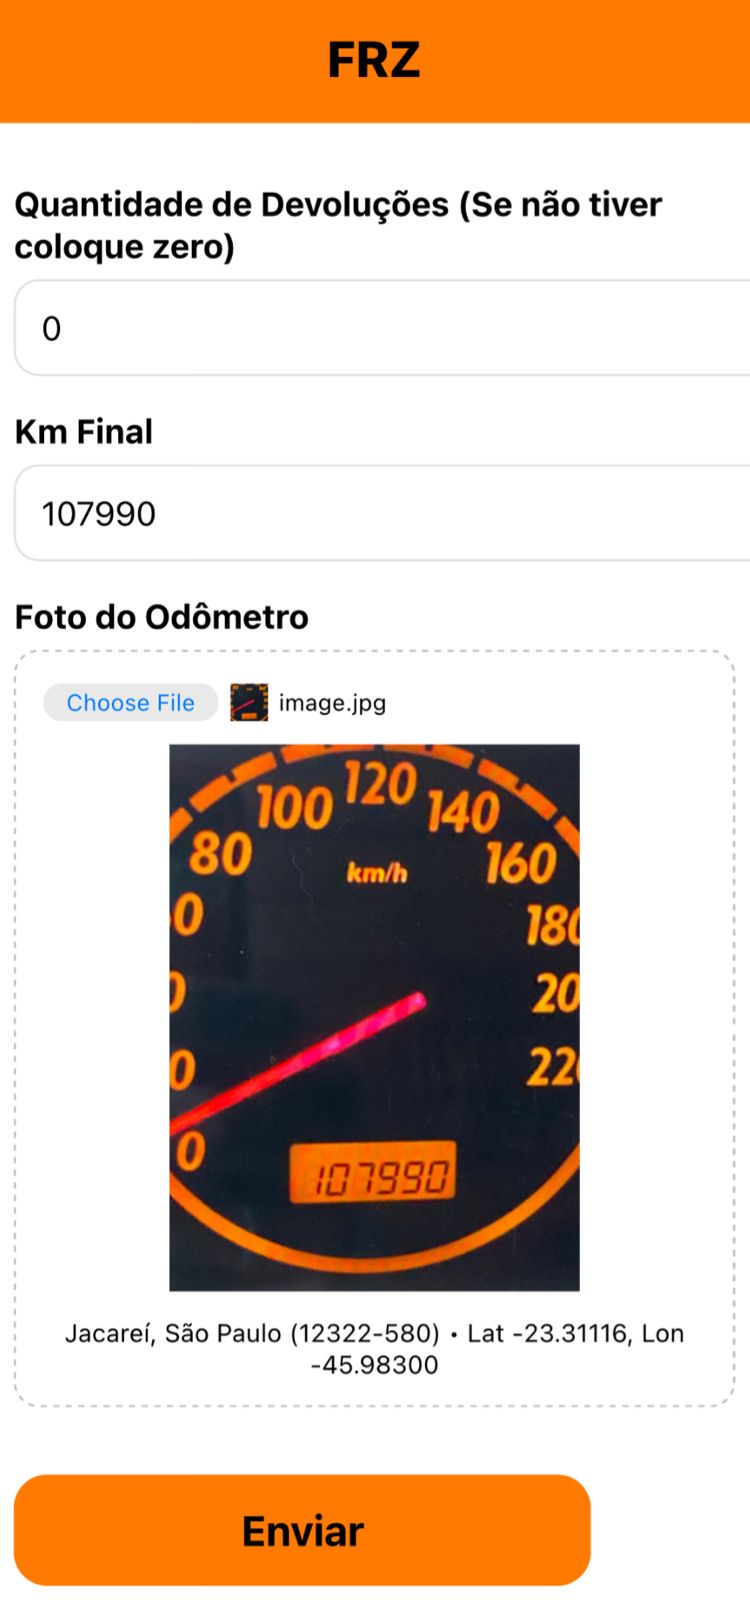 FRZ
Quantidade de Devoluções (Se não tiver
coloque zero)
0
Km Final
107990
Foto do Odômetro
Choose File image.jpg
120
100 140
80 km/h 160
0 180
0 20
0 22
0
107990
Jacareí, São Paulo (12322-580) • Lat -23.31116, Lon
-45.98300
Enviar